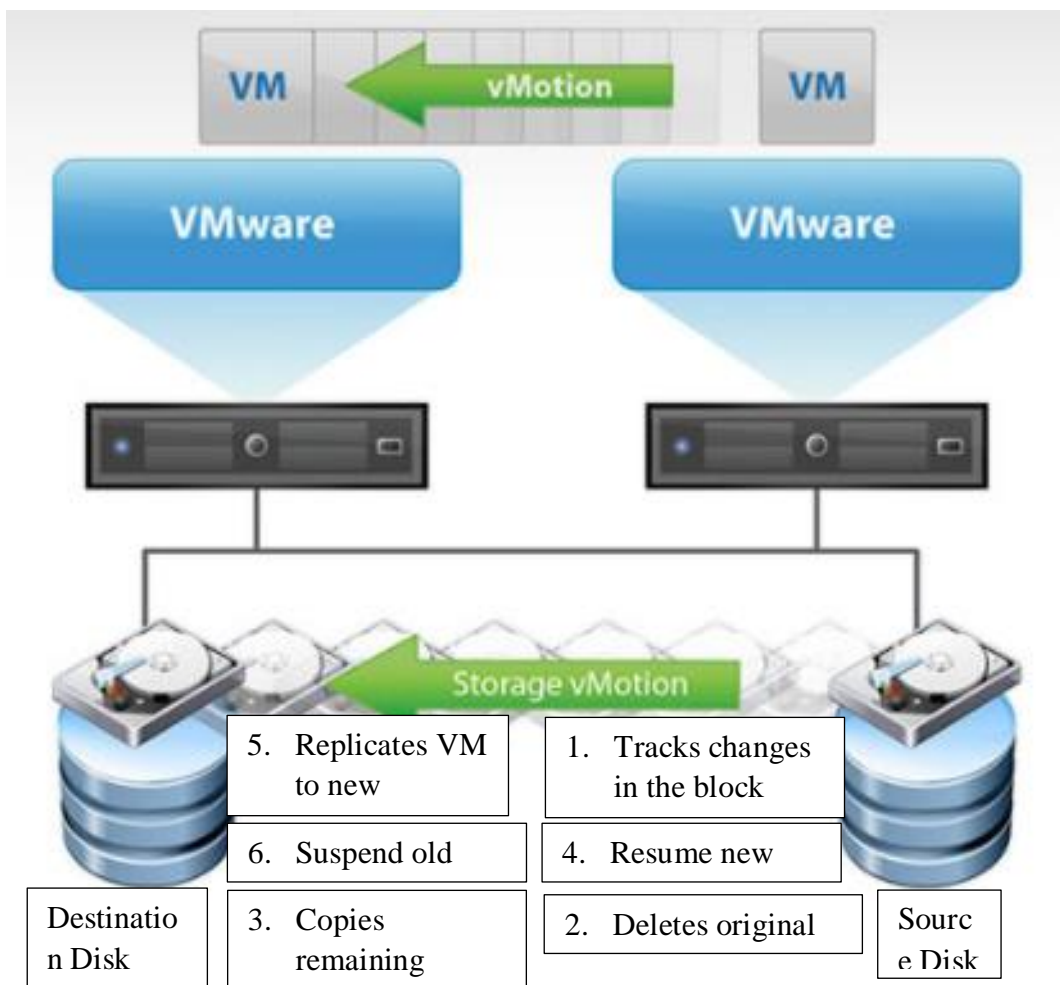 VM
vMotion
VM
VMware
VMware
Storage vMotion
5. Replicates VM
to new
1. Tracks changes
in the block
6. Suspend old
4. Resume new
Destinatio
n Disk
3. Copies
remaining
2. Deletes original
Sourc
e Disk